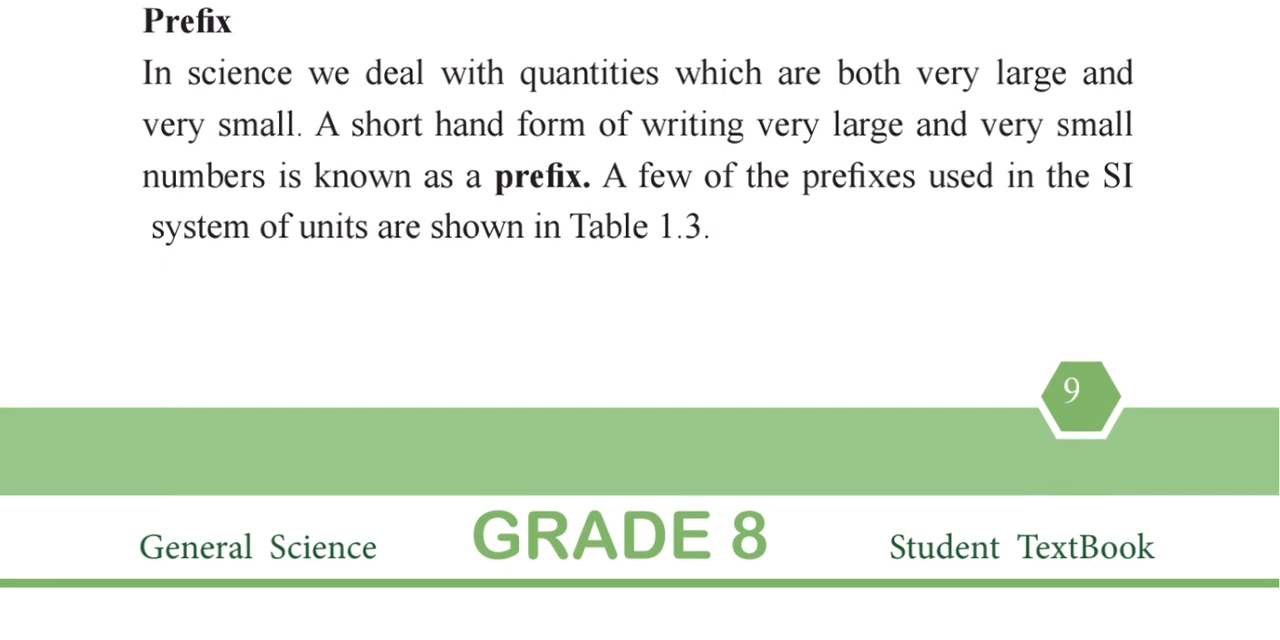 Prefix
In science we deal with quantities which are both very large and
very small. A short hand form of writing very large and very small
numbers is known as a prefix. A few of the prefixes used in the SI
system of units are shown in Table 1.3.
9
General Science GRADE 8 Student TextBook